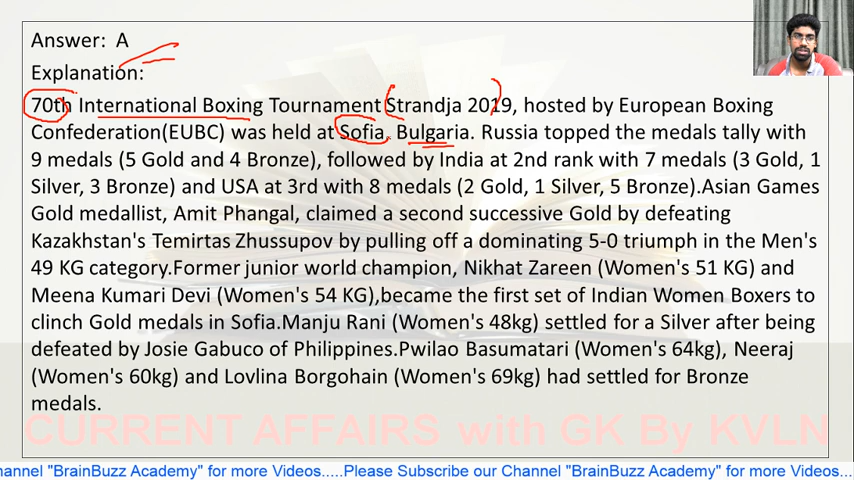 Answer: A
Explanation:
70th International Boxing Tournament Strandja 2019, hosted by European Boxing
Confederation(EUBC) was held at Sofia, Bulgaria. Russia topped the medals tally with
9 medals (5 Gold and 4 Bronze), followed by India at 2nd rank with 7 medals (3 Gold, 1
Silver, 3 Bronze) and USA at 3rd with 8 medals (2 Gold, 1 Silver, 5 Bronze).Asian Games
Gold medallist, Amit Phangal, claimed a second successive Gold by defeating
Kazakhstan's Temirtas Zhussupov by pulling off a dominating 5-0 triumph in the Men's
49 KG category.Former junior world champion, Nikhat Zareen (Women's 51 KG) and
Meena Kumari Devi (Women's 54 KG),became the first set of Indian Women Boxers to
clinch Gold medals in Sofia.Manju Rani (Women's 48kg) settled for a Silver after being
defeated by Josie Gabuco of Philippines.Pwilao Basumatari (Women's 64kg), Neeraj
(Women's 60kg) and Lovlina Borgohain (Women's 69kg) had settled for Bronze
medals.
CURRENT AFFAIRS with GK By KVLN
hannel "BrainBuzz Academy" for more Videos.....Please Subscribe our Channel "BrainBuzz Academy" for more Videos...